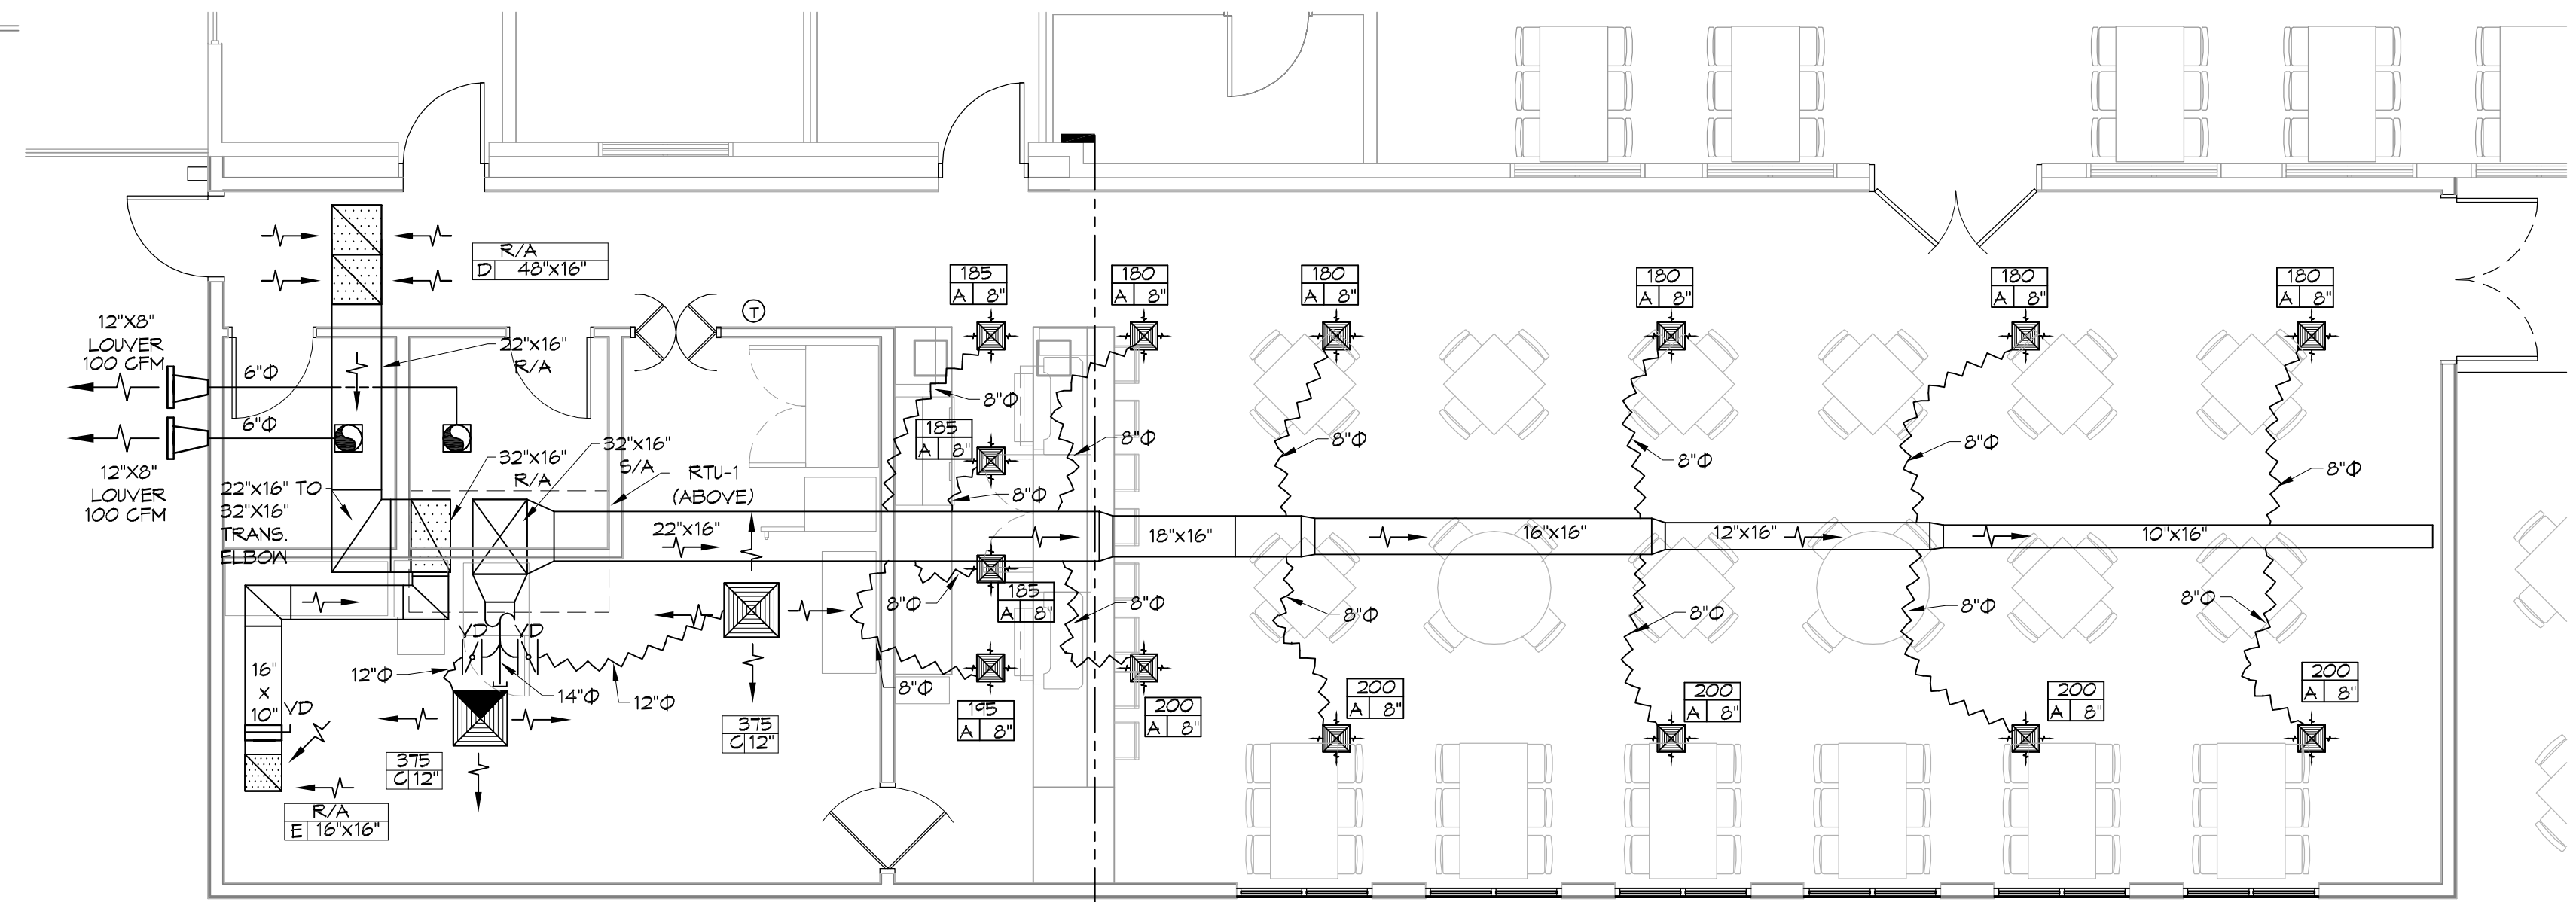 R/A
D 48"x16"
185
A 8"
180
A 8"
180
A 8"
180
A 8"
180
A 8"
180
A 8"
T
12"X8"
LOUVER
100 CFM
6"Φ
22"x16"
R/A
8"Φ
6"Φ
185
A 8"
8"Φ
8"Φ
8"Φ
8"Φ
8"Φ
12"X8"
LOUVER
100 CFM
32"x16"
S/A
32"x16"
R/A
RTU-1
(ABOVE)
8"Φ
22"x16" TO
32"X16"
TRANS.
ELBOW
22"x16"
18"x16"
16"x16"
12"x16"
10"x16"
8"Φ
185
A 8"
8"Φ
8"Φ
8"Φ
8"Φ
8"Φ
VD
VD
16"
x
10"
VD
12"Φ
14"Φ
12"Φ
8"Φ
195
A 8"
200
A 8"
200
A 8"
200
A 8"
200
A 8"
200
A 8"
375
C 12"
375
C 12"
R/A
E 16"x16"